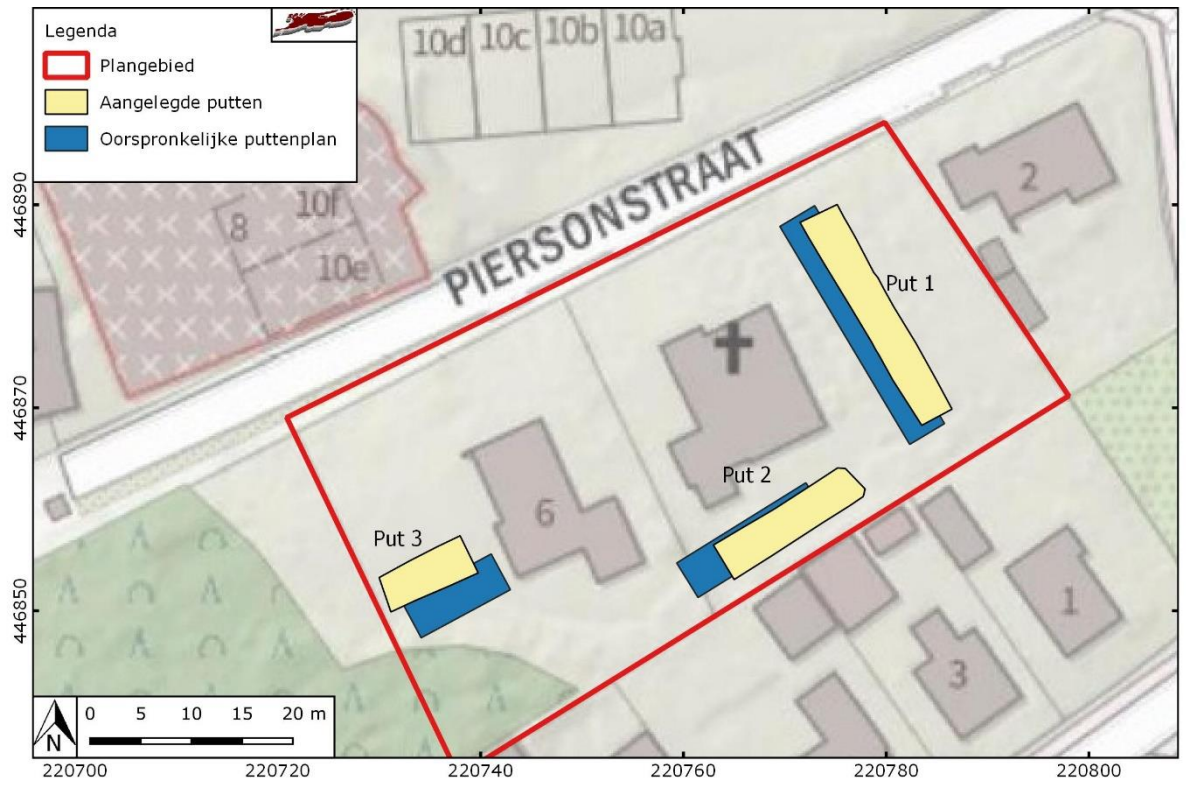 Legenda
Plangebied
Aangelegde putten
Oorspronkelijke puttenplan
10d 10c 10b 10a
PIERSONSTRAAT
2
8
10f
10e
Put 1
Put 2
6
Put 3
1
3
0 5 10 15 20 m
N
446890
446870
446850
220700 220720 220740 220760 220780 220800